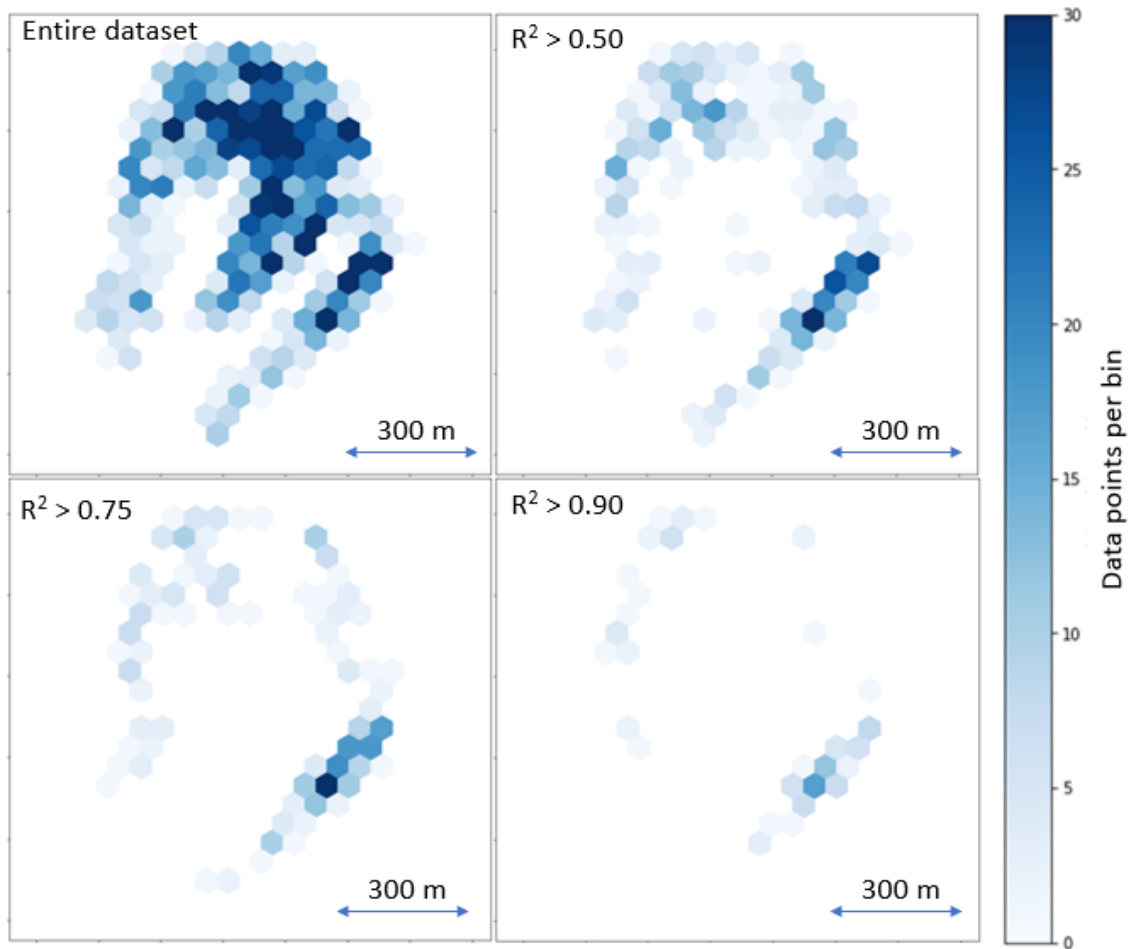 Entire dataset
R² > 0.50
300 m
300 m
R² > 0.75
R² > 0.90
300 m
300 m
30
25
20
15
10
5
0
Data points per bin